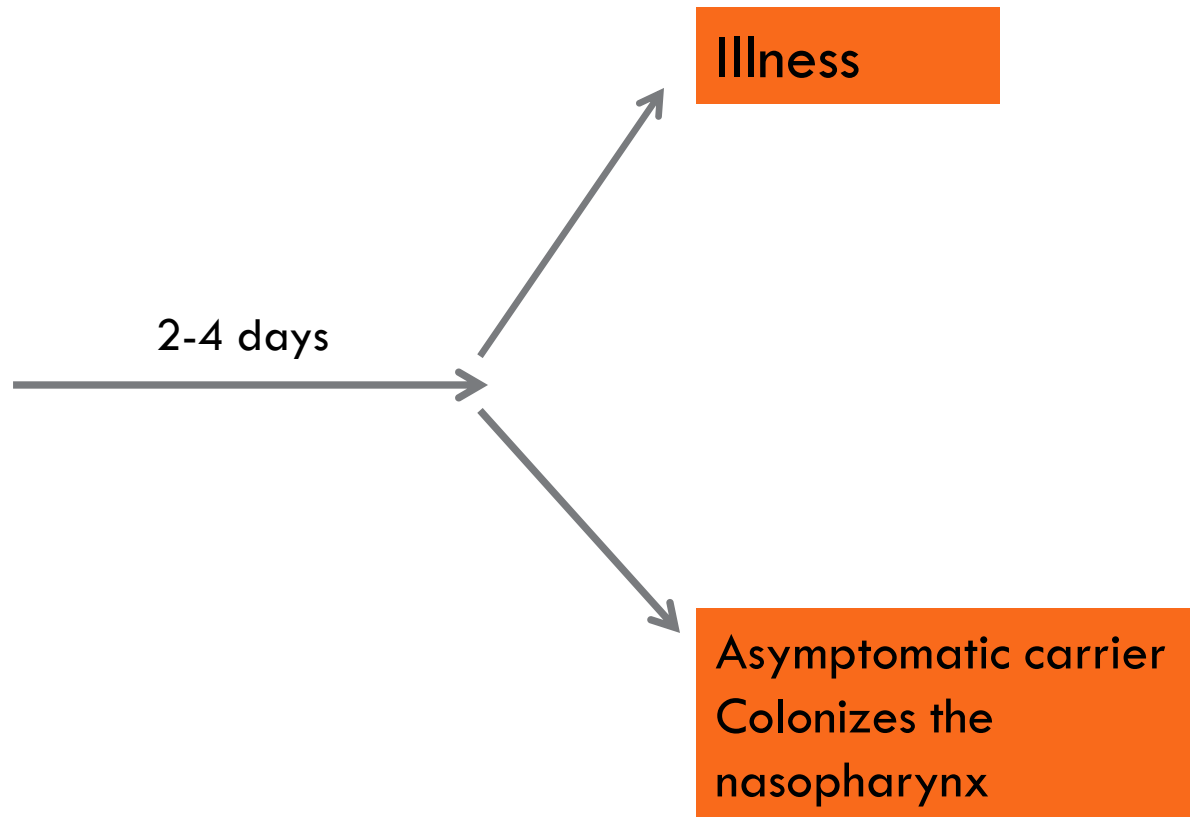 Illness
2-4 days
Asymptomatic carrier
Colonizes the
nasopharynx